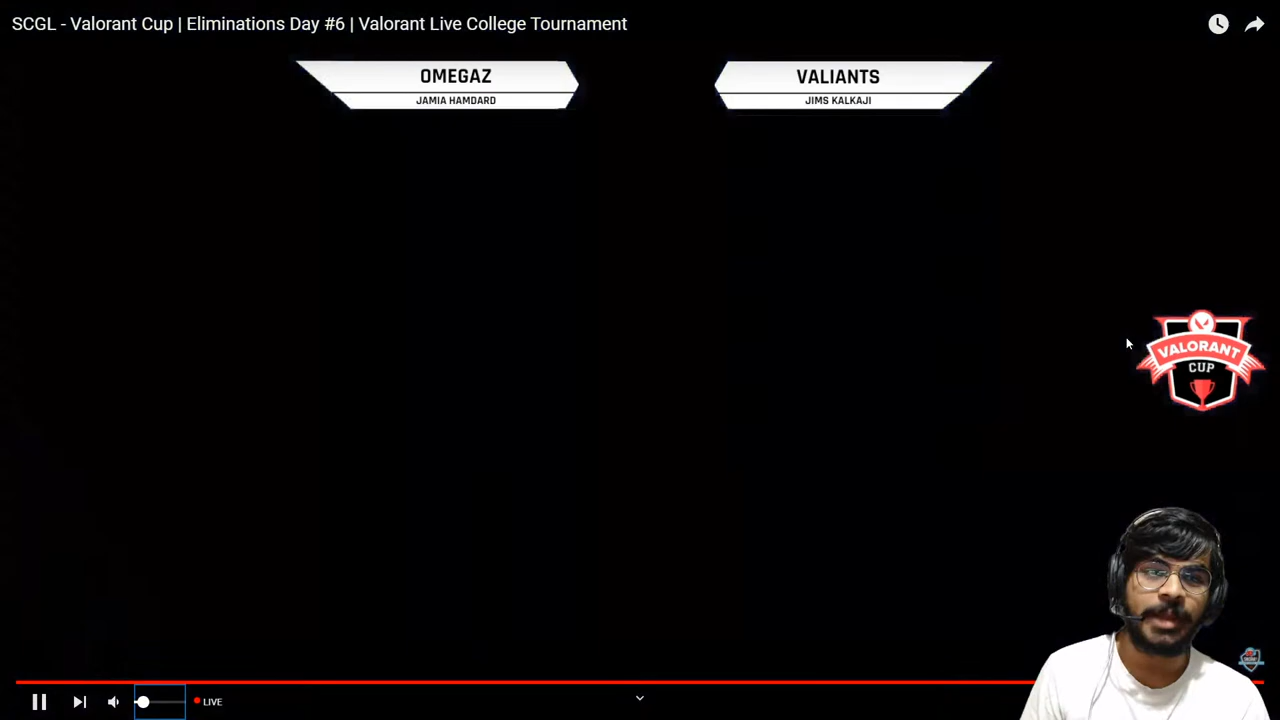 SCGL - Valorant Cup | Eliminations Day #6 | Valorant Live College Tournament
OMEGAZ
JAMIA HAMDARD
VALIANTS
JIMS KALKAJI
VALORANT
CUP
LIVE